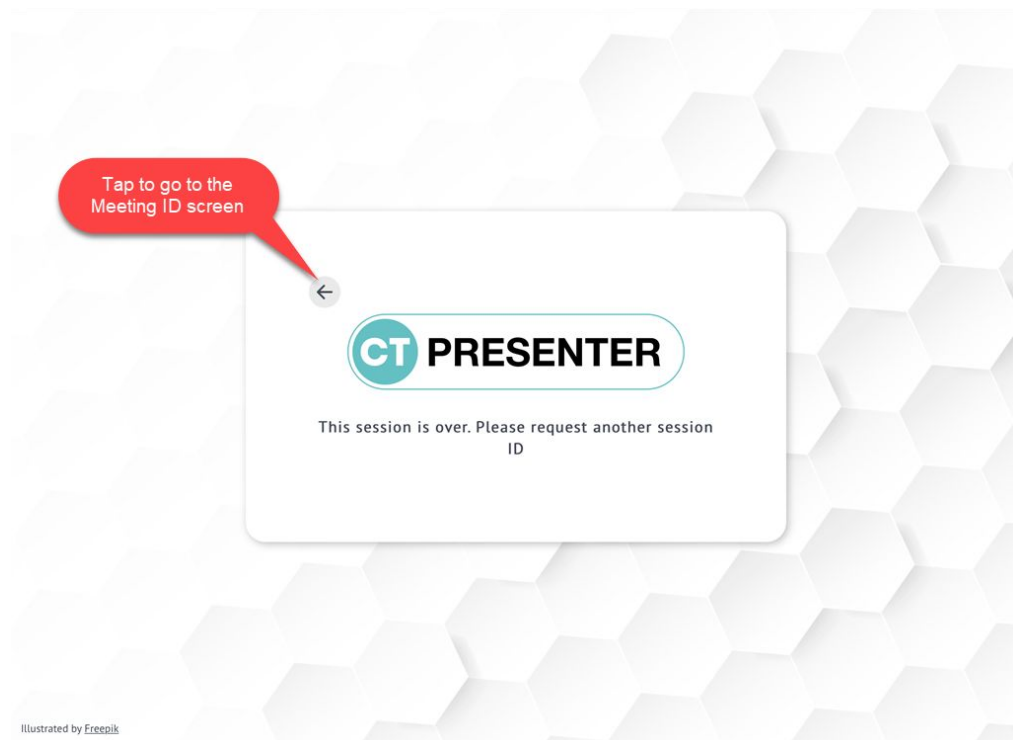 Tap to go to the
Meeting ID screen
CT PRESENTER
This session is over. Please request another session
ID
Illustrated by Freepik